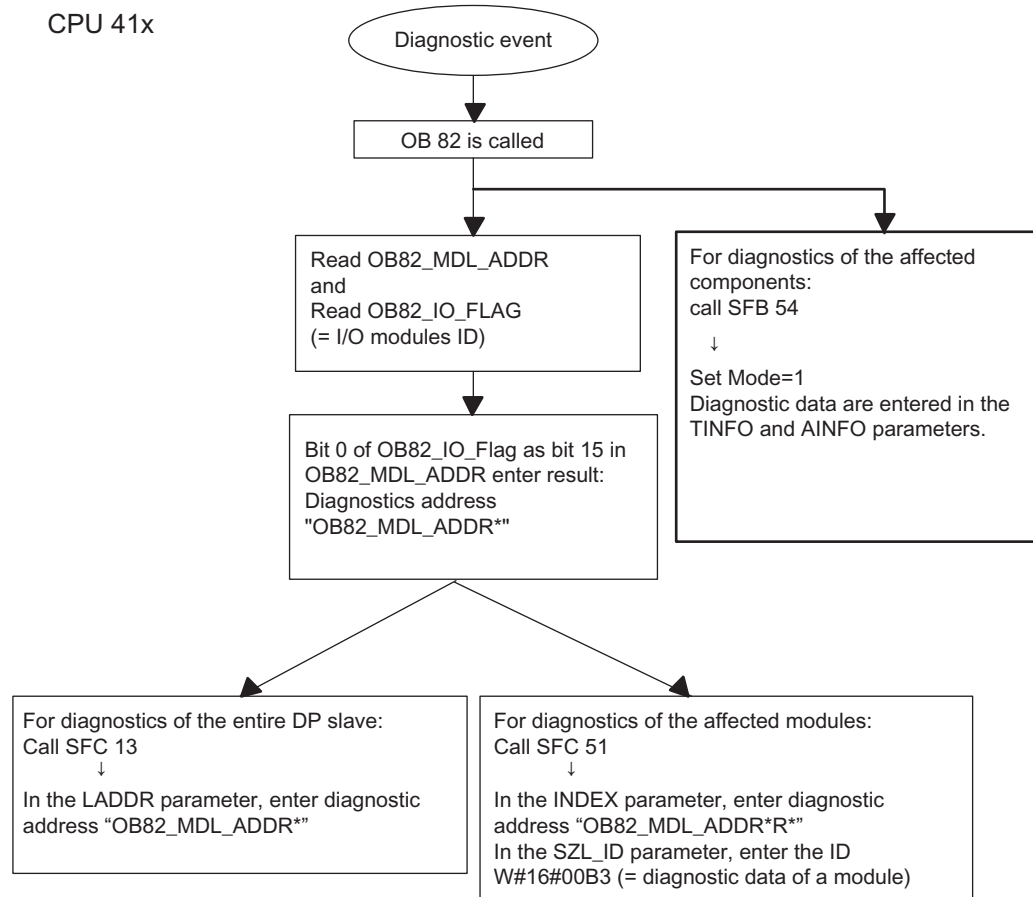 CPU 41x
Diagnostic event
OB 82 is called
Read OB82_MDL_ADDR
and
Read OB82_IO_FLAG
(= I/O modules ID)
For diagnostics of the affected
components:
call SFB 54
↓
Set Mode=1
Diagnostic data are entered in the
TINFO and AINFO parameters.
Bit 0 of OB82_IO_Flag as bit 15 in
OB82_MDL_ADDR enter result:
Diagnostics address
"OB82_MDL_ADDR*"
For diagnostics of the entire DP slave:
Call SFC 13
↓
In the LADDR parameter, enter diagnostic
address “OB82_MDL_ADDR*”
For diagnostics of the affected modules:
Call SFC 51
↓
In the INDEX parameter, enter diagnostic
address “OB82_MDL_ADDR*R*”
In the SZL_ID parameter, enter the ID
W#16#00B3 (= diagnostic data of a module)